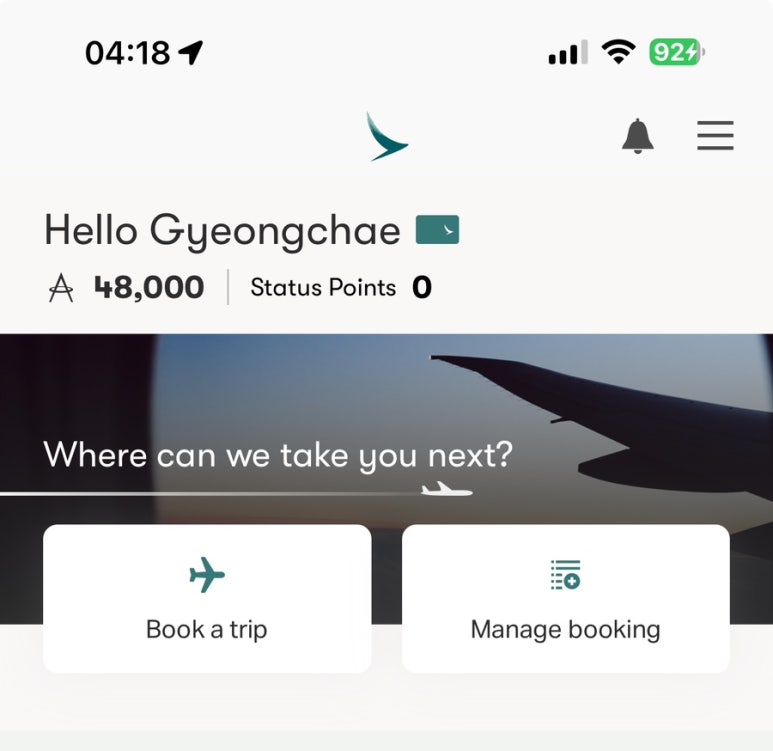 04:18 92
Hello Gyeongchae
48,000 Status Points 0
Where can we take you next?
Book a trip Manage booking